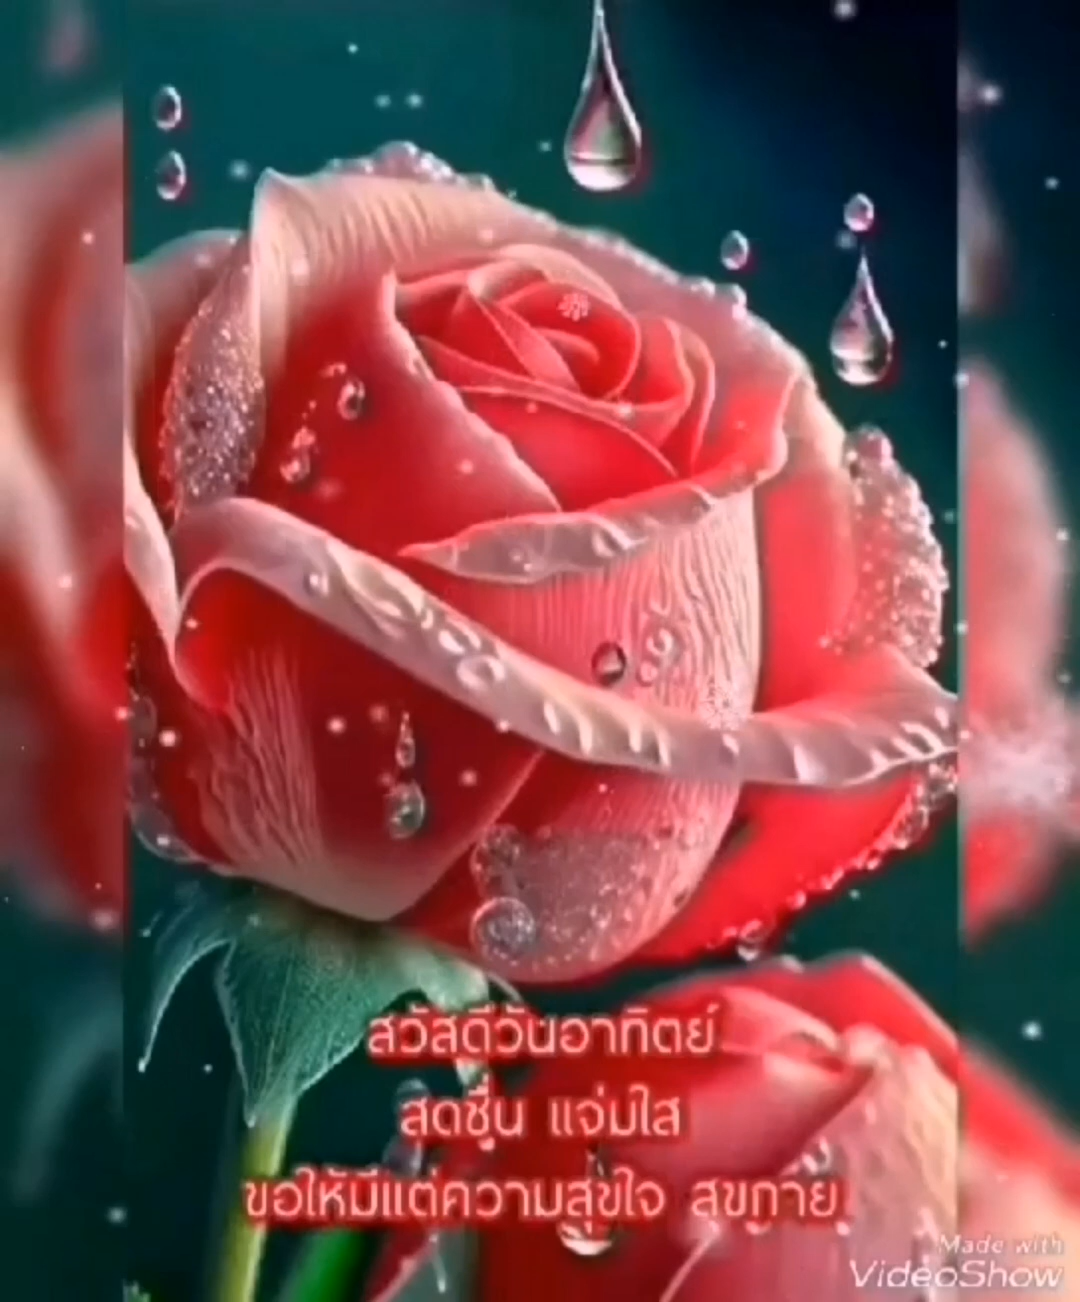 สวัสดีวันอาทิตย์
สดชื่น แจ่มใส
ขอให้มีแต่ความสุขใจ สุขกาย
Made with
VideoShow